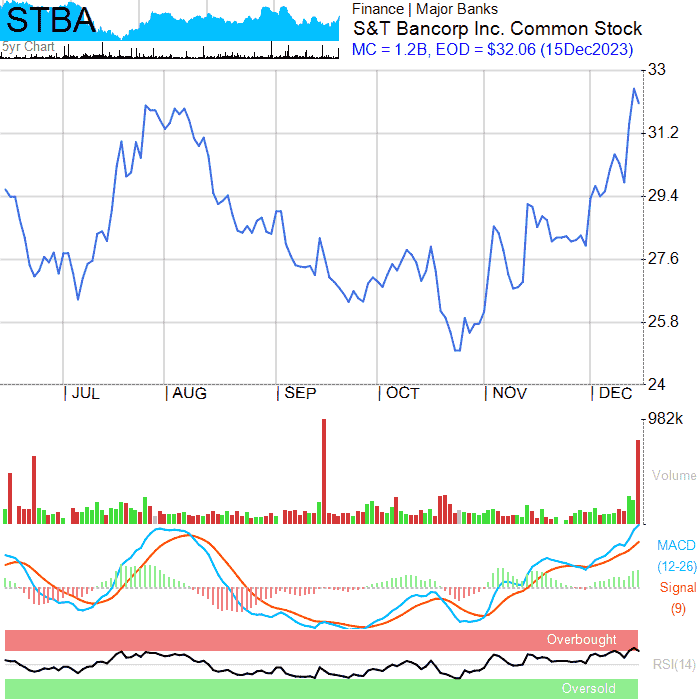 STBA
5yr Chart
Finance | Major Banks
S&T Bancorp Inc. Common Stock
MC = 1.2B, EOD = $32.06 (15Dec2023)
33
31.2
29.4
27.6
25.8
24
| JUL | AUG | SEP | OCT | NOV | DEC
982k
Volume
MACD
(12-26)
Signal
(9)
Overbought
RSI(14)
Oversold